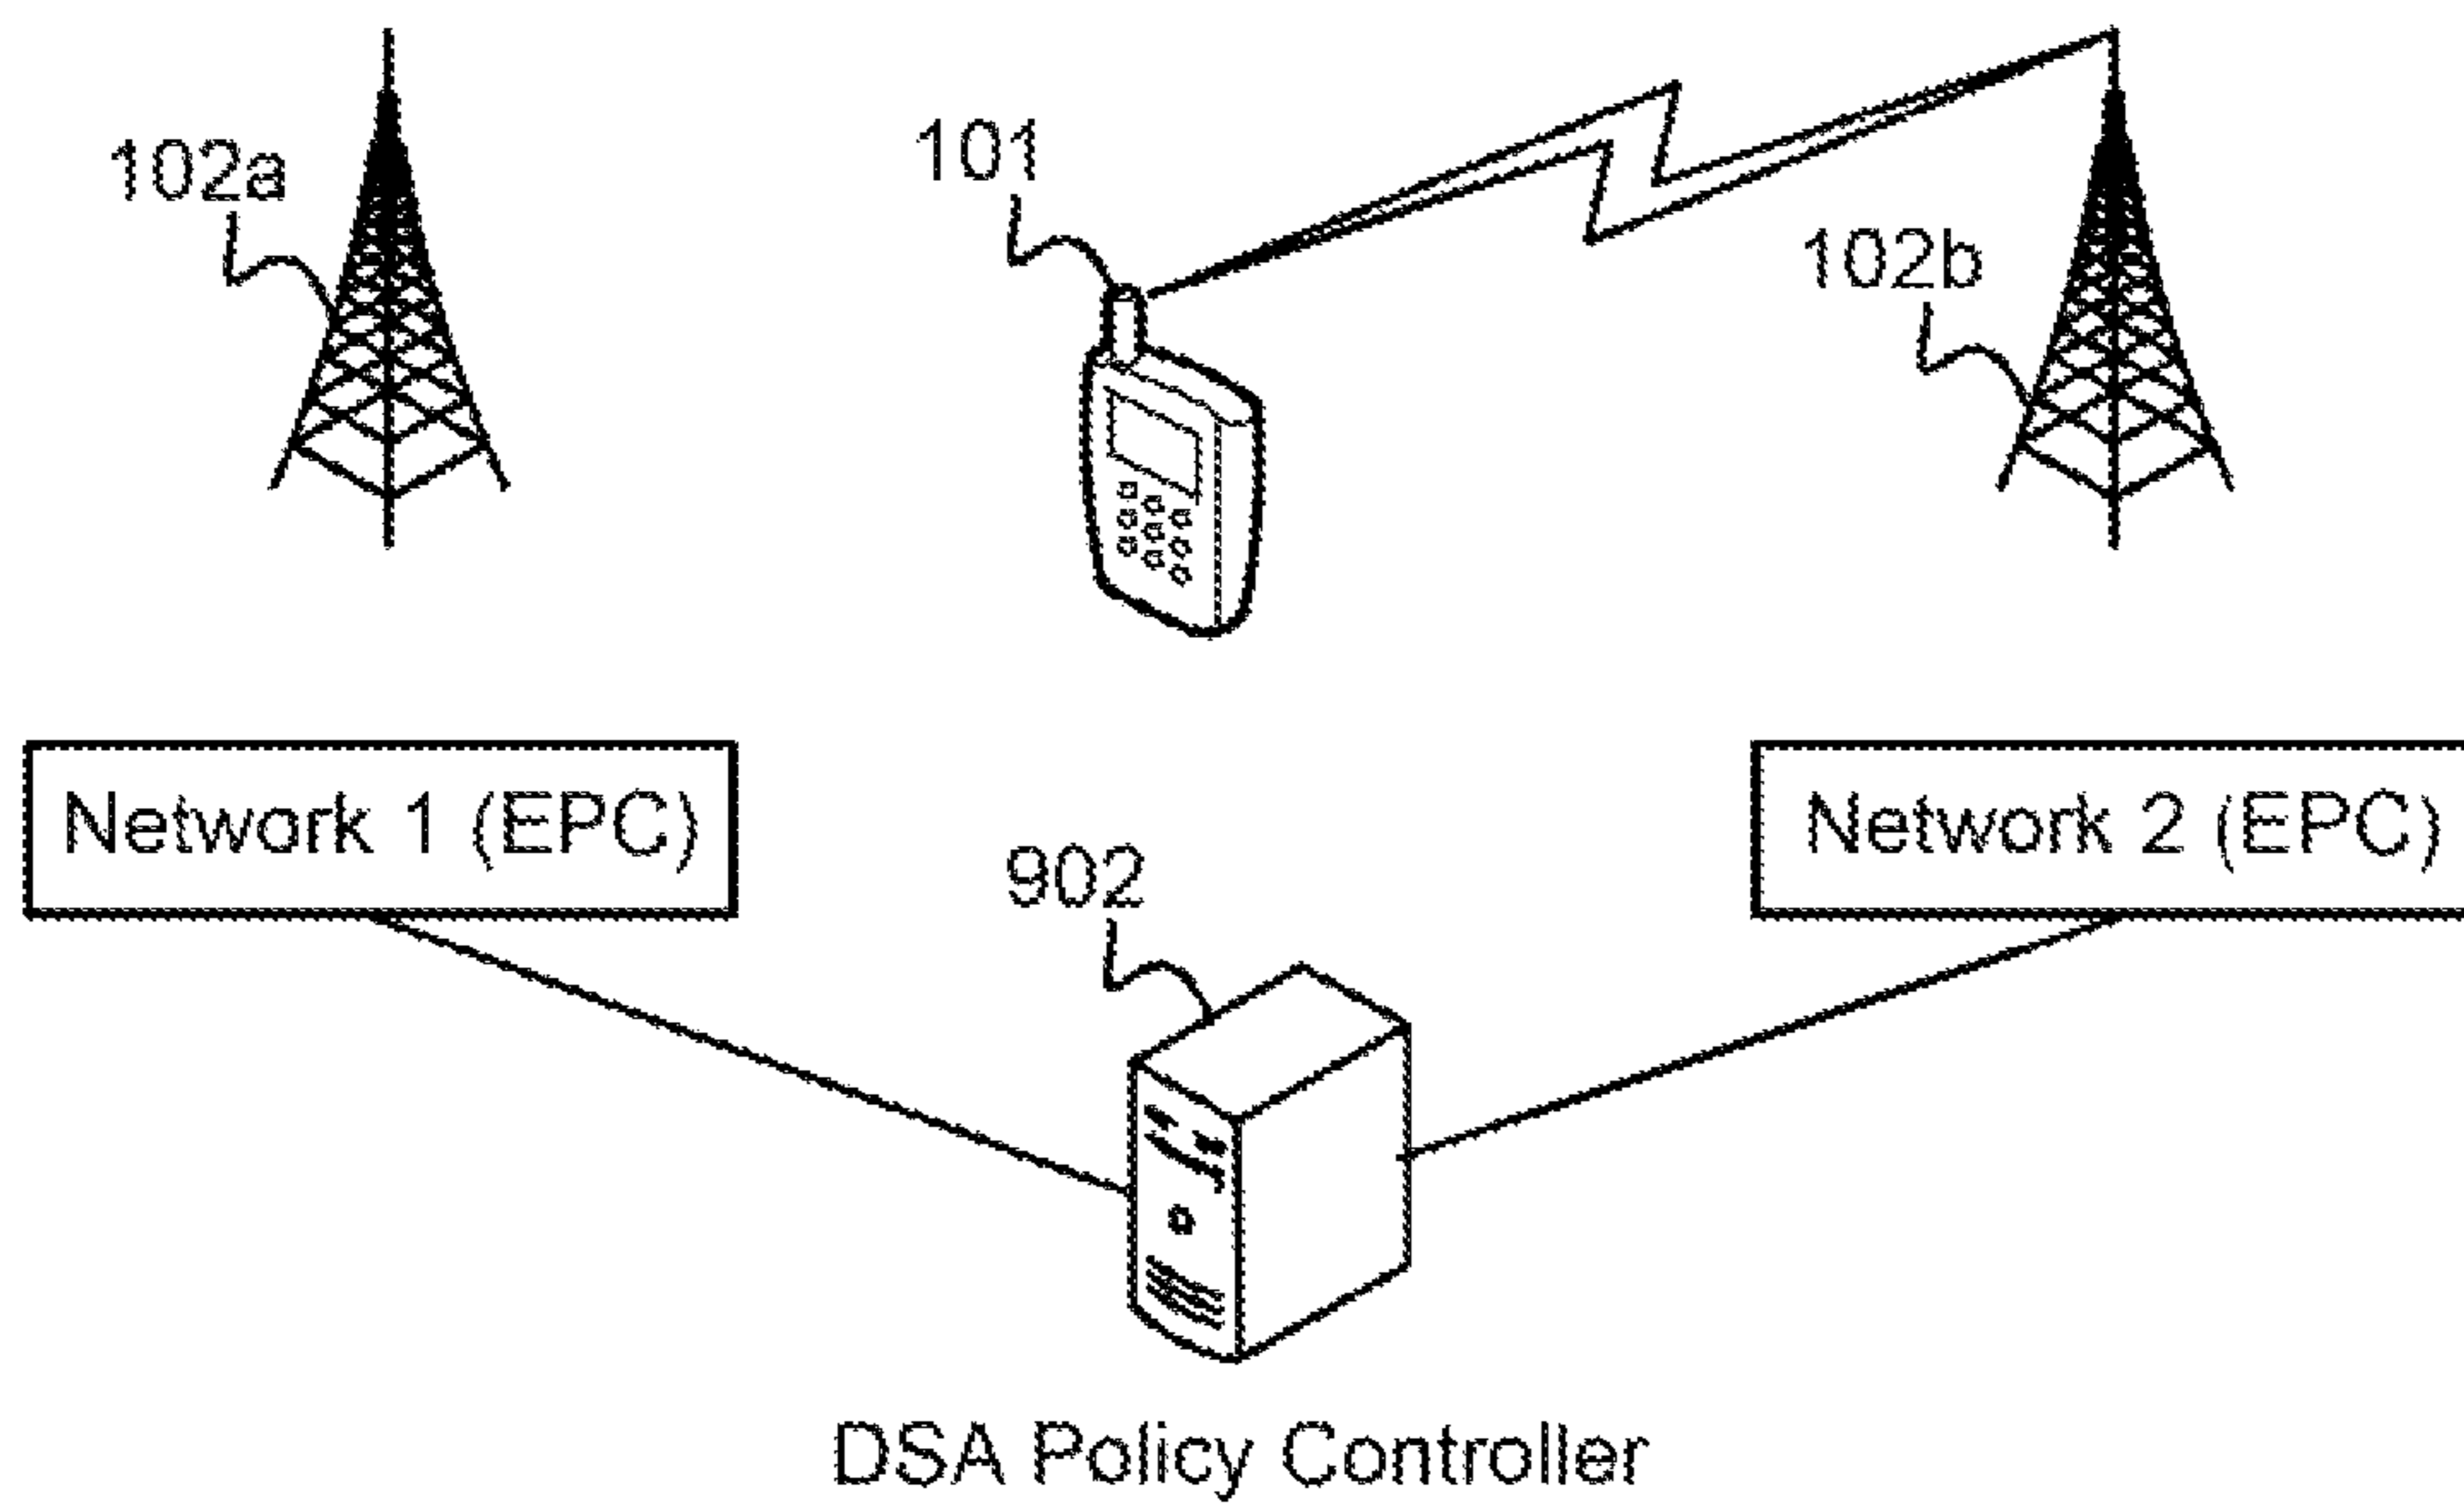 102a
101
102b
Network 1 (EPC)
Network 2 (EPC)
902
DSA Policy Controller